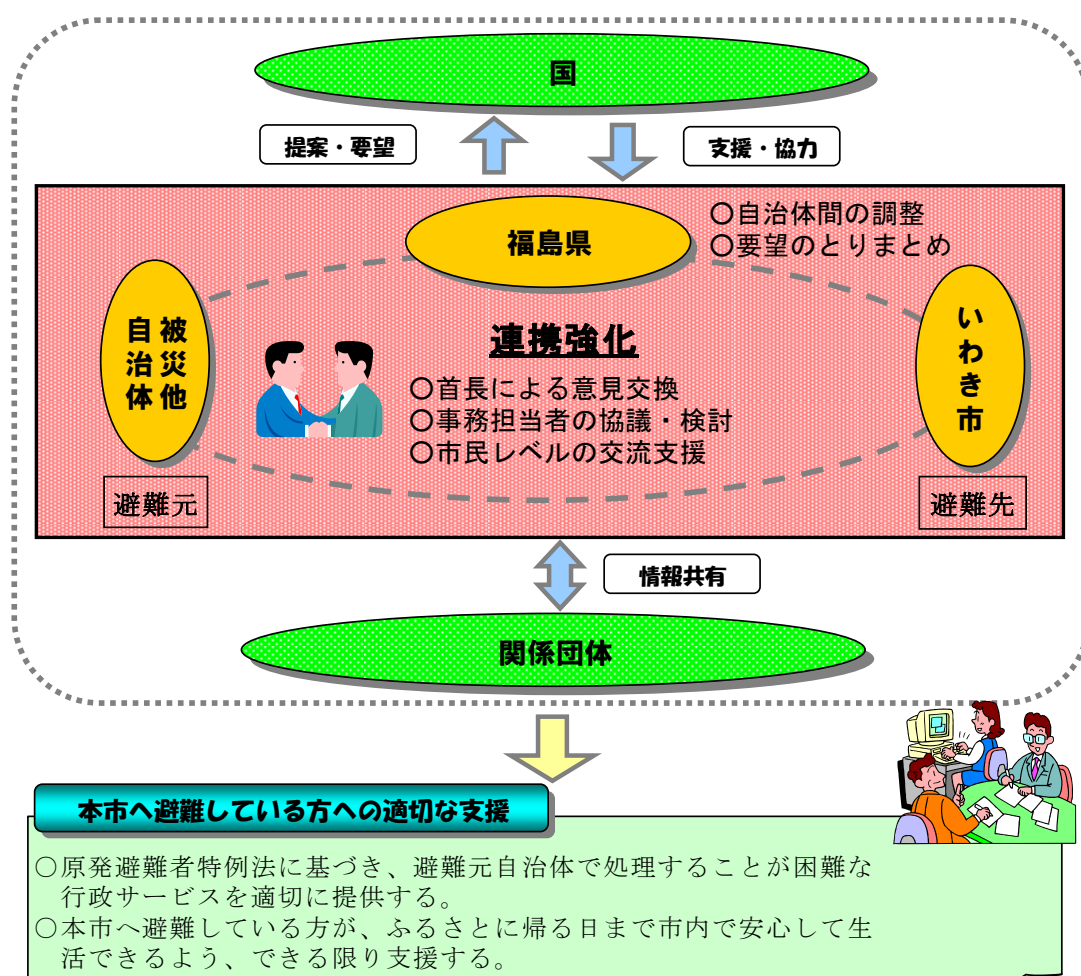 国
提案・要望
支援・協力
福島県
〇自治体間の調整
〇要望のとりまとめ
被災他
自治体
いわき市
連携強化
〇首長による意見交換
〇事務担当者の協議・検討
〇市民レベルの交流支援
避難元
避難先
情報共有
関係団体
本市へ避難している方への適切な支援
〇原発避難者特例法に基づき、避難元自治体で処理することが困難な
行政サービスを適切に提供する。
〇本市へ避難している方が、ふるさとに帰る日まで市内で安心して生
活できるよう、できる限り支援する。